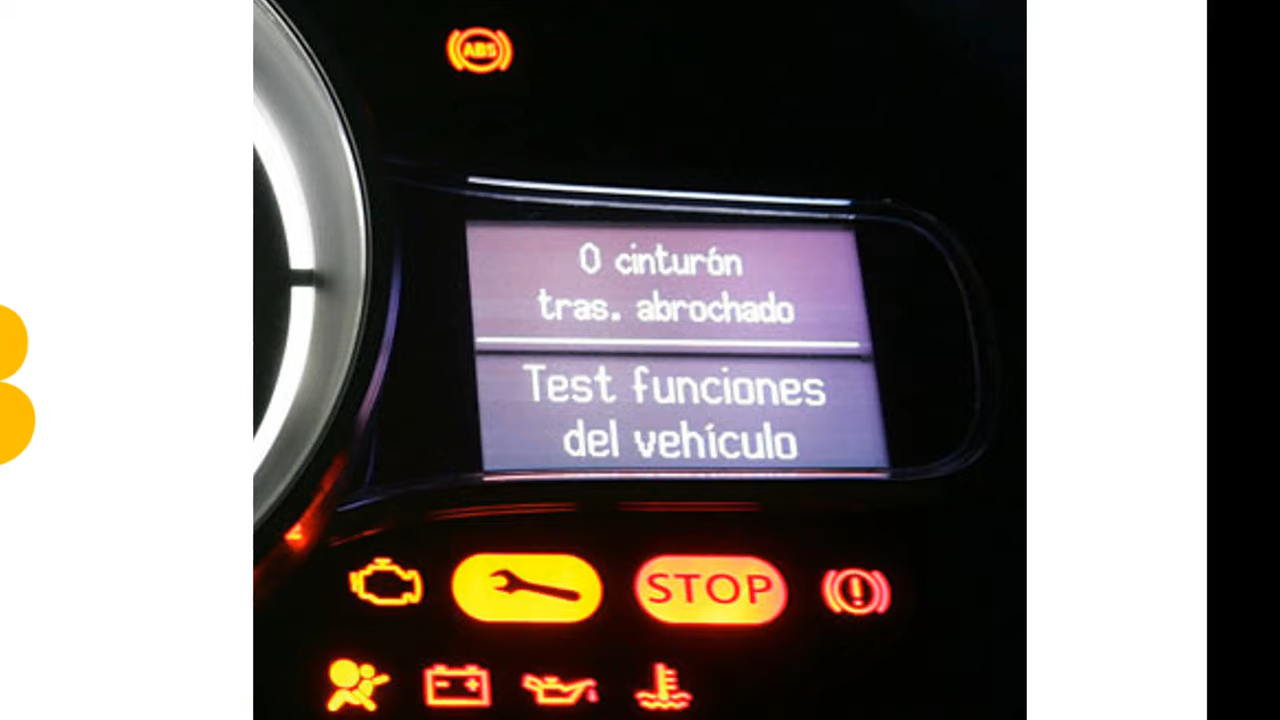 ABS
0 cinturón
tras. abrochado
Test funciones
del vehículo
STOP